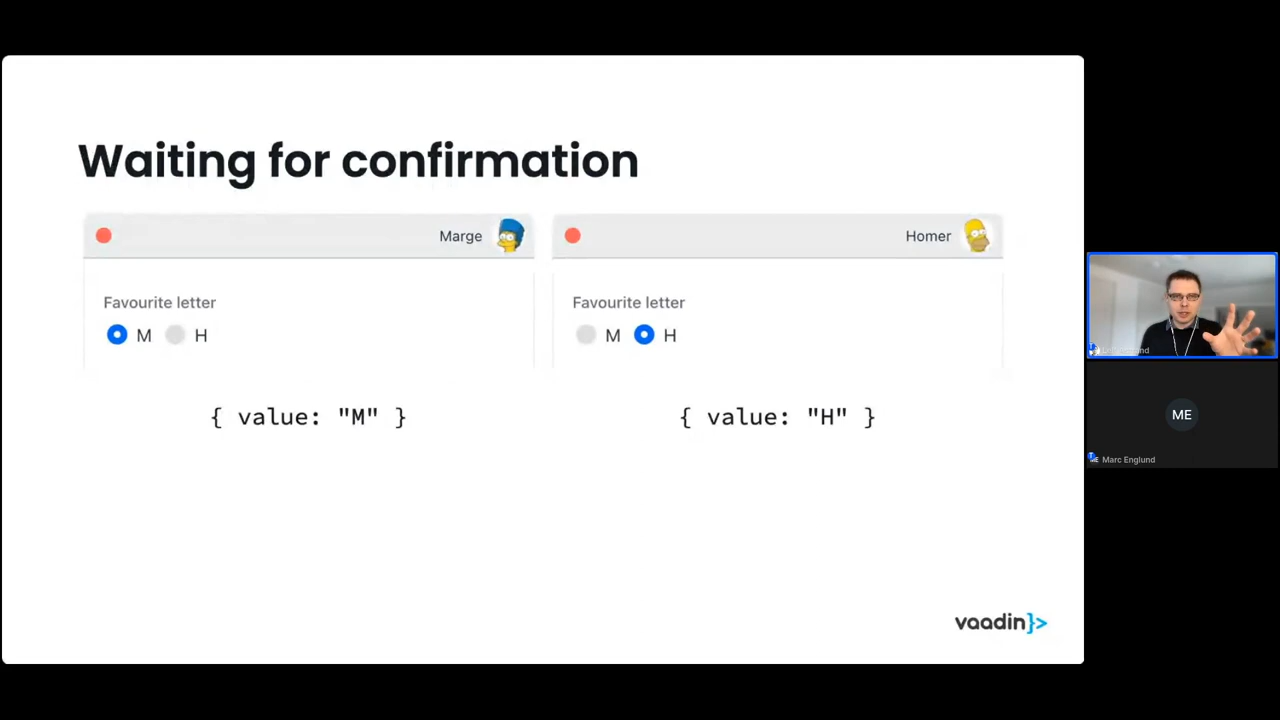 Waiting for confirmation
Marge
Homer
Favourite letter
Favourite letter
M H
M H
{ value: "M" }
{ value: "H" }
vaadin}>
ME
Marc Englund